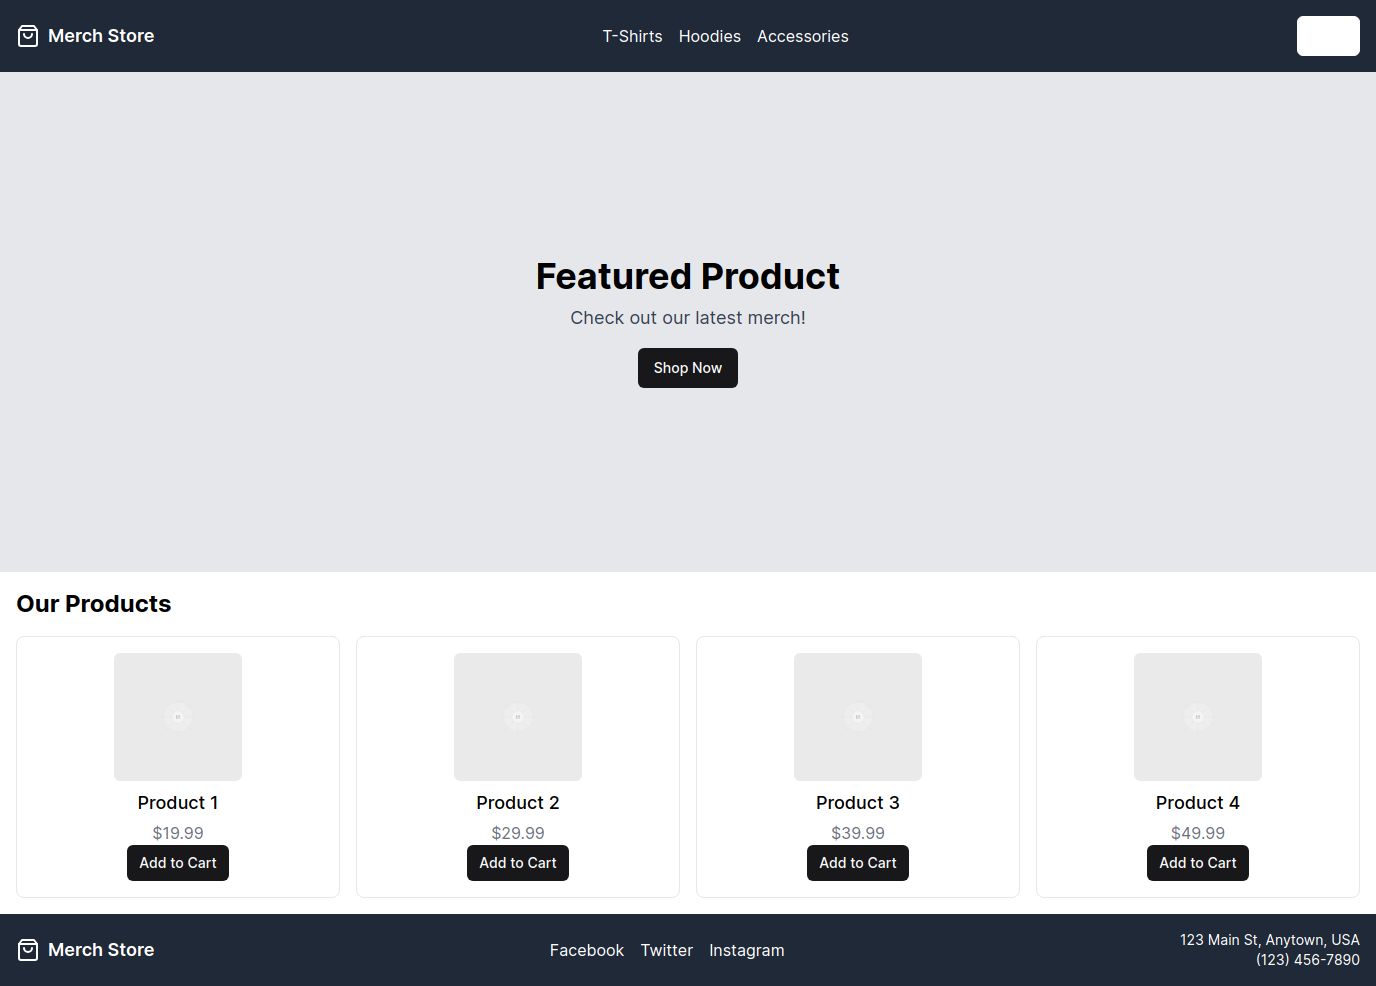 Merch Store
T-Shirts Hoodies Accessories
Featured Product
Check out our latest merch!
Shop Now
Our Products
Product 1
$19.99
Add to Cart
Product 2
$29.99
Add to Cart
Product 3
$39.99
Add to Cart
Product 4
$49.99
Add to Cart
Merch Store
Facebook Twitter Instagram
123 Main St, Anytown, USA
(123) 456-7890